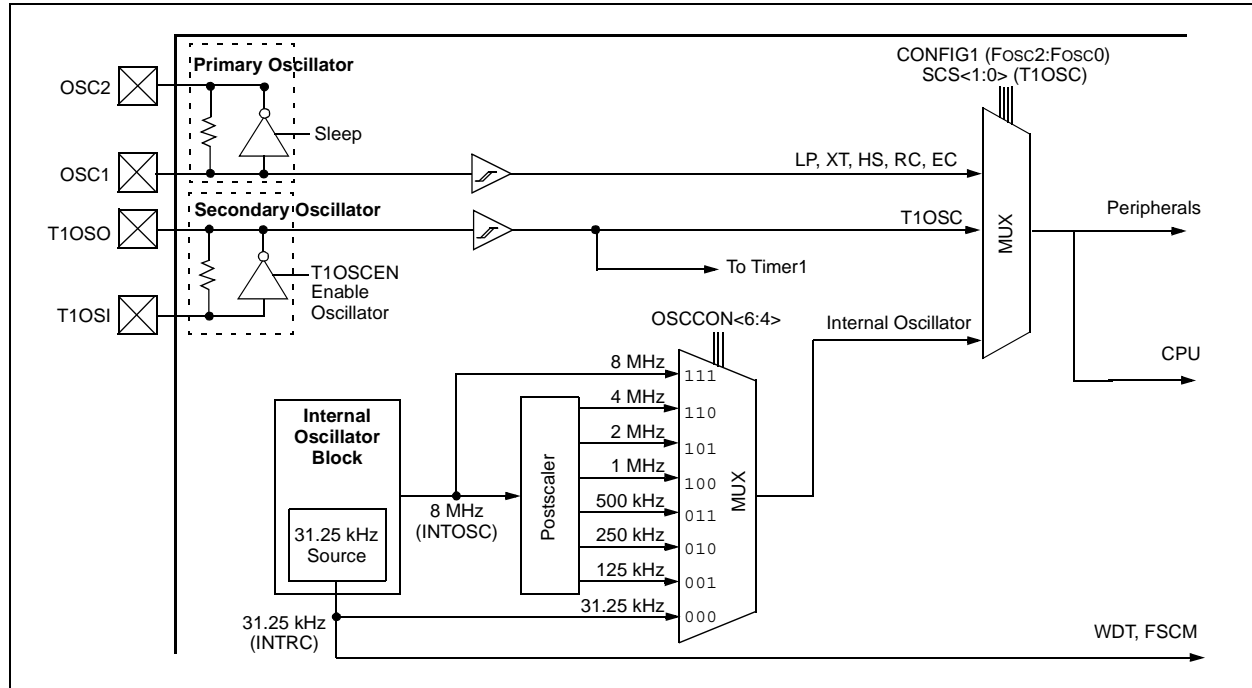 CONFIG1 (FOSC2:FOSC0)
SCS<1:0> (T1OSC)
Primary Oscillator
OSC2
Sleep
OSC1
LP, XT, HS, RC, EC
Secondary Oscillator
T1OSO
T1OSC
MUX
Peripherals
To Timer1
T1OSCEN
Enable
Oscillator
T1OSI
OSCCON<6:4>
Internal Oscillator
CPU
8 MHz
111
4 MHz
110
Internal
Oscillator
Block
2 MHz
101
1 MHz
100
Postscaler
MUX
8 MHz
(INTOSC)
500 kHz
011
31.25 kHz
Source
250 kHz
010
125 kHz
001
31.25 kHz
000
31.25 kHz
(INTRC)
WDT, FSCM